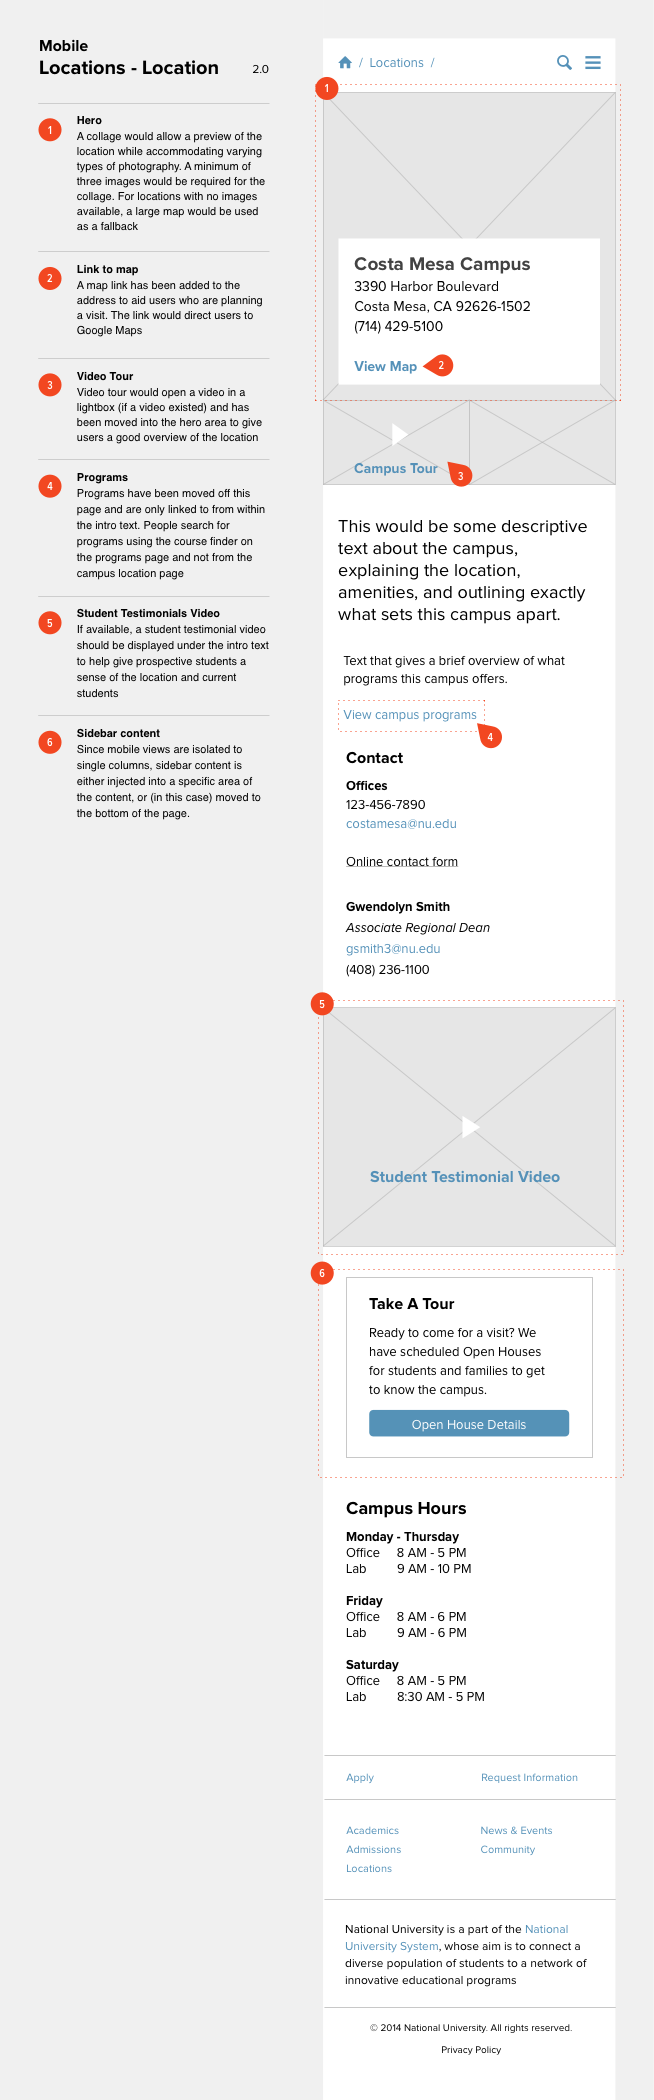 Mobile
Locations - Location
2.0
1
Hero
A collage would allow a preview of the
location while accommodating varying
types of photography. A minimum of
three images would be required for the
collage. For locations with no images
available, a large map would be used
as a fallback
2
Link to map
A map link has been added to the
address to aid users who are planning
a visit. The link would direct users to
Google Maps
3
Video Tour
Video tour would open a video in a
lightbox (if a video existed) and has
been moved into the hero area to give
users a good overview of the location
4
Programs
Programs have been moved off this
page and are only linked to from within
the intro text. People search for
programs using the course finder on
the programs page and not from the
campus location page
5
Student Testimonials Video
If available, a student testimonial video
should be displayed under the intro text
to help give prospective students a
sense of the location and current
students
6
Sidebar content
Since mobile views are isolated to
single columns, sidebar content is
either injected into a specific area of
the content, or (in this case) moved to
the bottom of the page.
/ Locations /
1
Costa Mesa Campus
3390 Harbor Boulevard
Costa Mesa, CA 92626-1502
(714) 429-5100
View Map
2
Campus Tour
3
This would be some descriptive
text about the campus,
explaining the location,
amenities, and outlining exactly
what sets this campus apart.
Text that gives a brief overview of what
programs this campus offers.
View campus programs
4
Contact
Offices
123-456-7890
costamesa@nu.edu
Online contact form
Gwendolyn Smith
Associate Regional Dean
gsmith3@nu.edu
(408) 236-1100
5
Student Testimonial Video
6
Take A Tour
Ready to come for a visit? We
have scheduled Open Houses
for students and families to get
to know the campus.
Open House Details
Campus Hours
Monday - Thursday
Office 8 AM - 5 PM
Lab 9 AM - 10 PM
Friday
Office 8 AM - 6 PM
Lab 9 AM - 6 PM
Saturday
Office 8 AM - 5 PM
Lab 8:30 AM - 5 PM
Apply Request Information
Academics News & Events
Admissions Community
Locations
National University is a part of the National
University System, whose aim is to connect a
diverse population of students to a network of
innovative educational programs
© 2014 National University. All rights reserved.
Privacy Policy